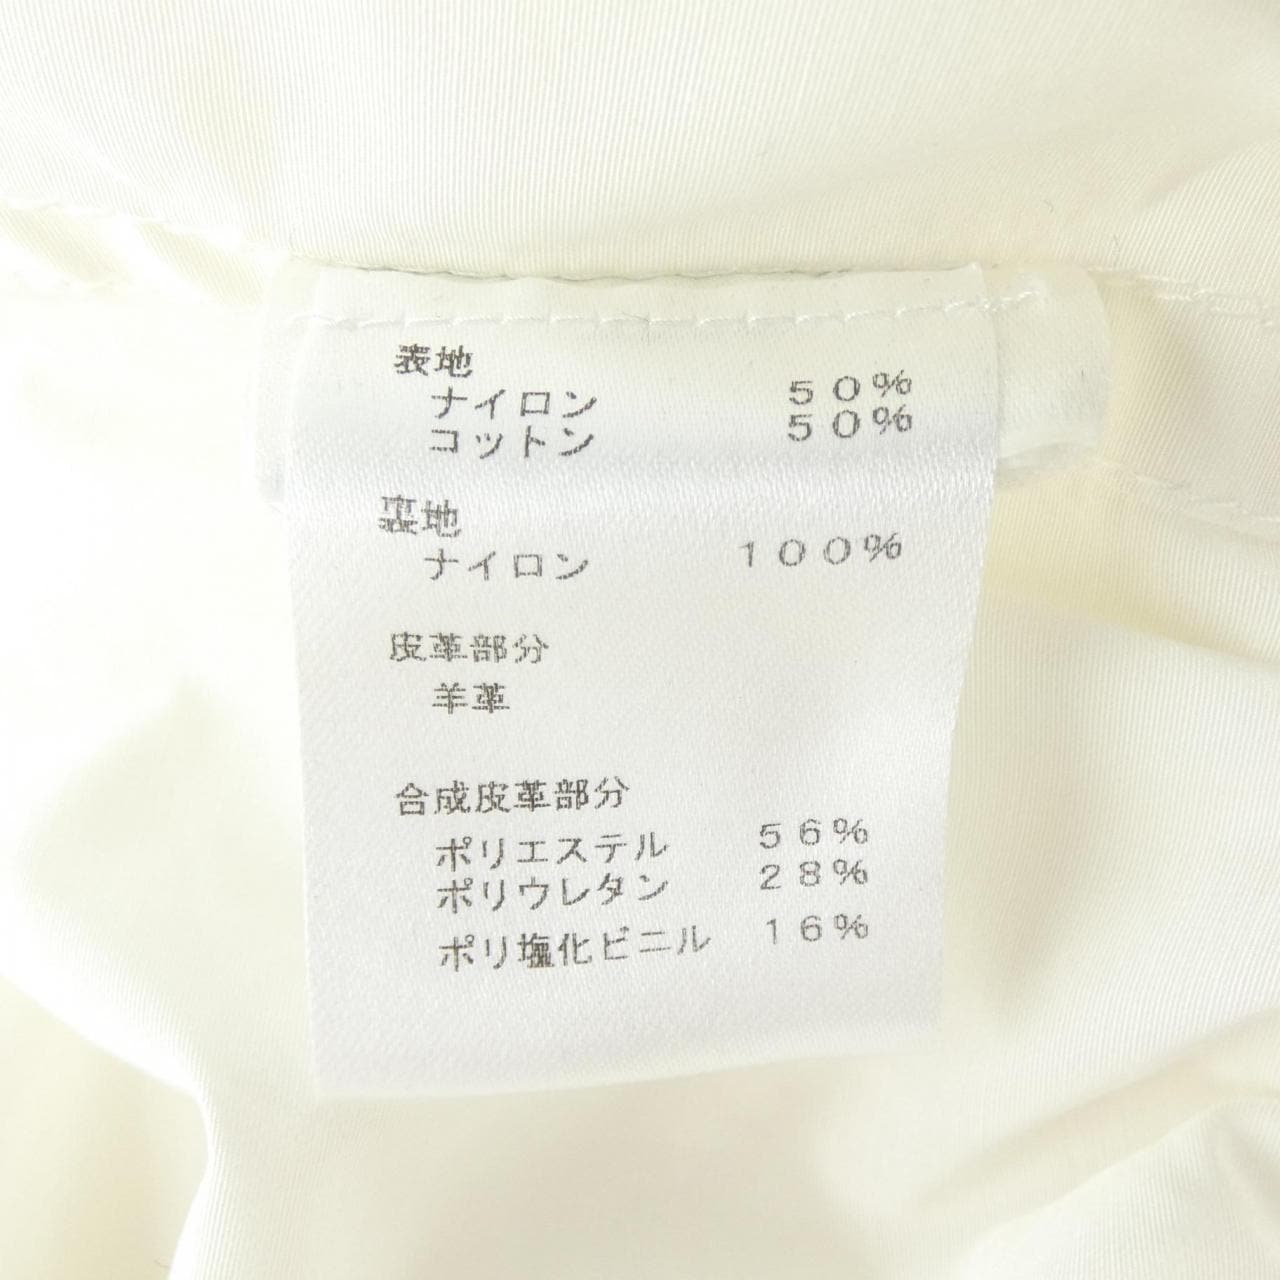 表地
ナイロン 50%
コットン 50%
裏地
ナイロン 100%
皮革部分
羊革
合成皮革部分
ポリエステル 56%
ポリウレタン 28%
ポリ塩化ビニル 16%